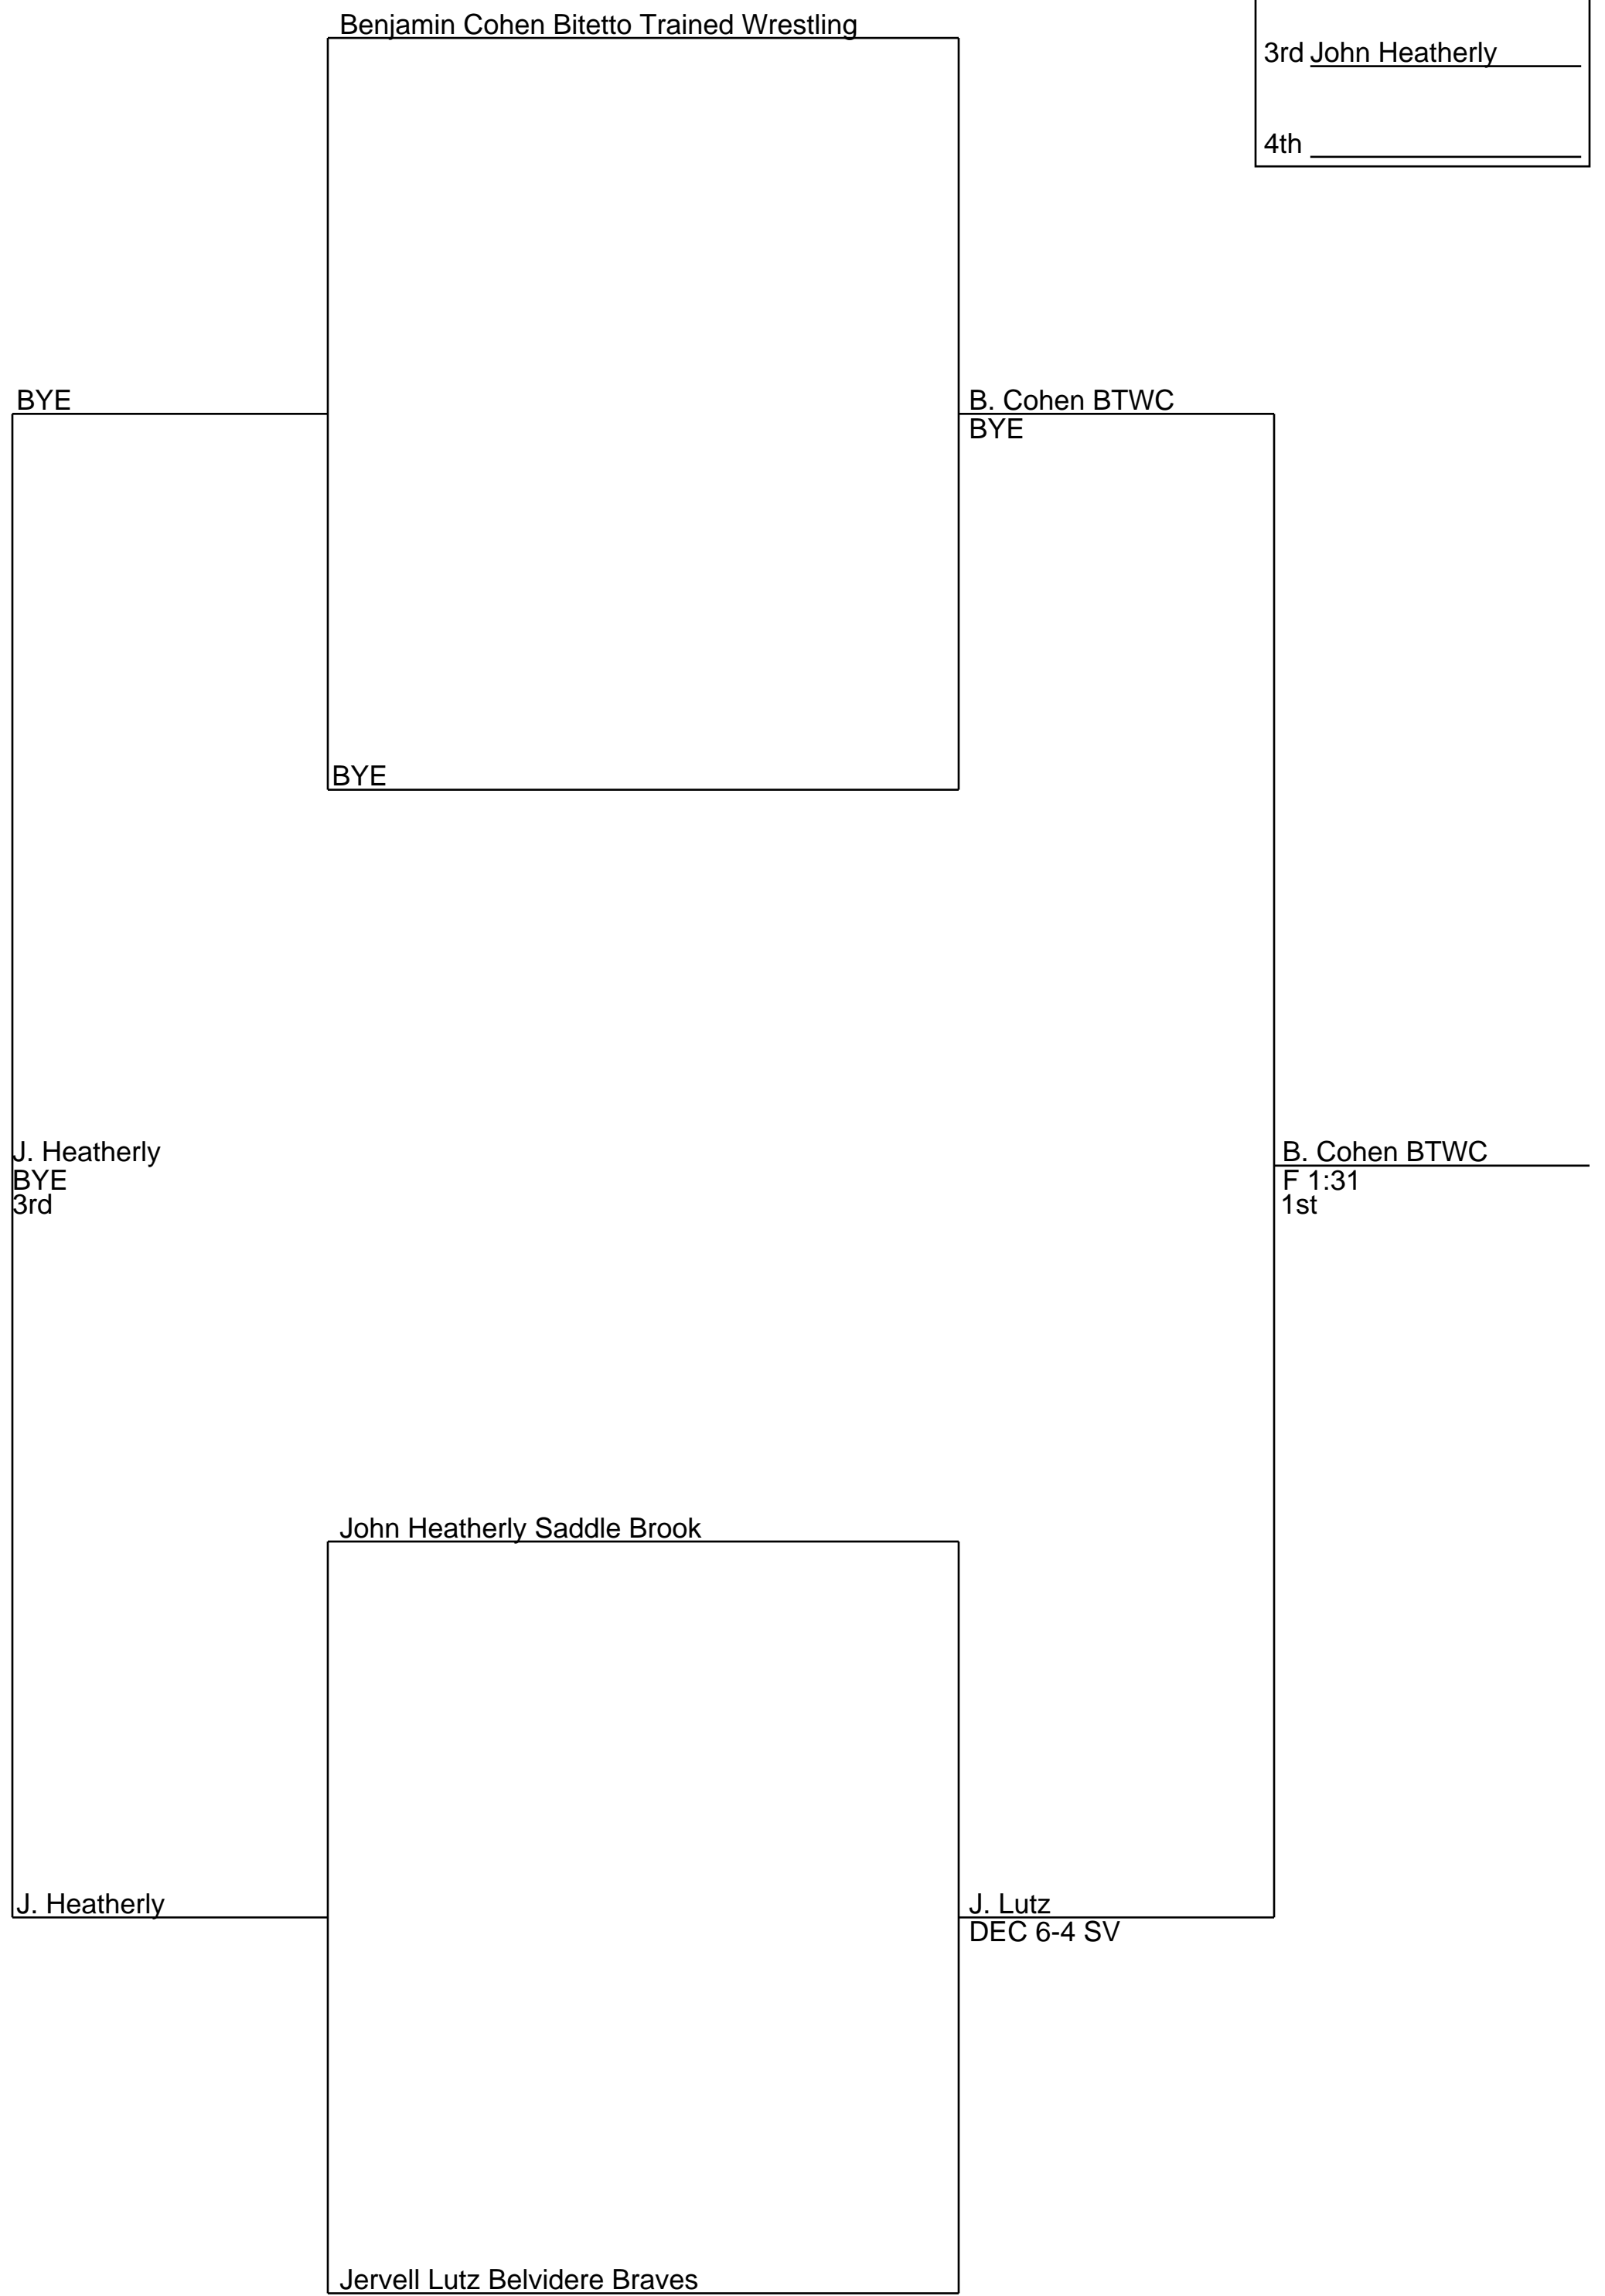 Benjamin Cohen Bitetto Trained Wrestling
3rd John Heatherly
4th
BYE
B. Cohen BTWC
BYE
BYE
J. Heatherly
BYE
3rd
B. Cohen BTWC
F 1:31
1st
John Heatherly Saddle Brook
J. Heatherly
J. Lutz
DEC 6-4 SV
Jervell Lutz Belvidere Braves